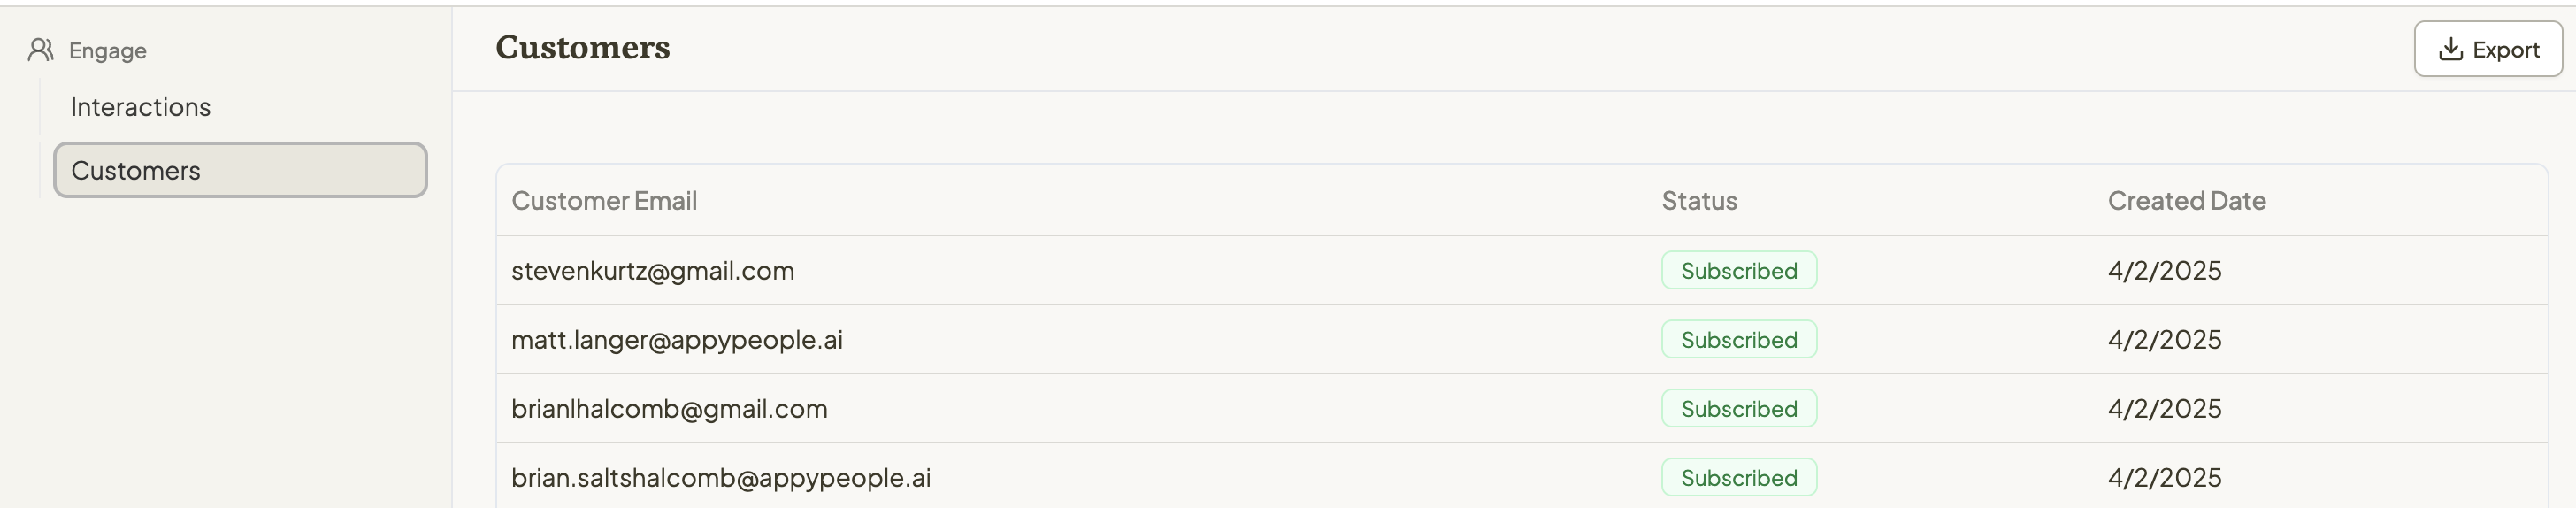 Engage
Interactions
Customers
Customers
Export
Customer Email Status Created Date
stevenkurtz@gmail.com Subscribed 4/2/2025
matt.langer@appypeople.ai Subscribed 4/2/2025
brianlhalcomb@gmail.com Subscribed 4/2/2025
brian.saltshalcomb@appypeople.ai Subscribed 4/2/2025